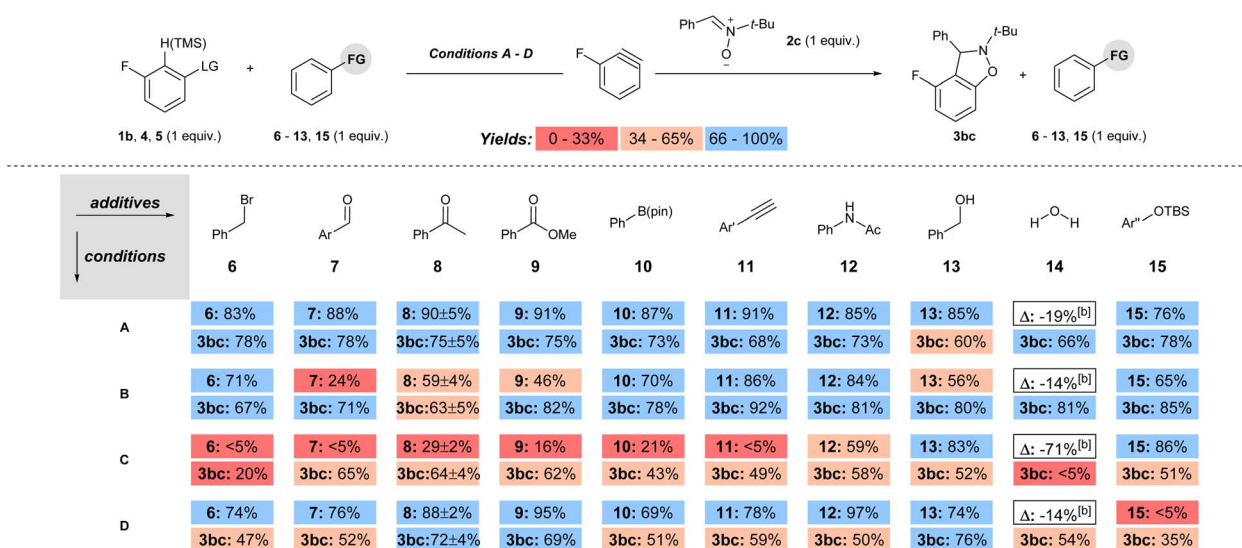 H(TMS)
F
LG
+
FG
Conditions A - D
F
Ph
+
N
t-Bu
O
−
2c (1 equiv.)
Ph
t-Bu
N
O
F
+
FG
1b, 4, 5 (1 equiv.)
6 - 13, 15 (1 equiv.)
Yields: 0 - 33% 34 - 65% 66 - 100%
3bc
6 - 13, 15 (1 equiv.)
additives
conditions
Br
Ph
O
Ar
O
Ph
O
Ph
OMe
Ph
B(pin)
Ar'
H
N
Ph
Ac
OH
Ph
O
H
H
Ar''
OTBS
6 7 8 9 10 11 12 13 14 15
A
6: 83% 7: 88% 8: 90±5% 9: 91% 10: 87% 11: 91% 12: 85% 13: 85% Δ: -19%[b] 15: 76%
3bc: 78% 3bc: 78% 3bc:75±5% 3bc: 75% 3bc: 73% 3bc: 68% 3bc: 73% 3bc: 60% 3bc: 66% 3bc: 78%
B
6: 71% 7: 24% 8: 59±4% 9: 46% 10: 70% 11: 86% 12: 84% 13: 56% Δ: -14%[b] 15: 65%
3bc: 67% 3bc: 71% 3bc:63±5% 3bc: 82% 3bc: 78% 3bc: 92% 3bc: 81% 3bc: 80% 3bc: 81% 3bc: 85%
C
6: <5% 7: <5% 8: 29±2% 9: 16% 10: 21% 11: <5% 12: 59% 13: 83% Δ: -71%[b] 15: 86%
3bc: 20% 3bc: 65% 3bc:64±4% 3bc: 62% 3bc: 43% 3bc: 49% 3bc: 58% 3bc: 52% 3bc: <5% 3bc: 51%
D
6: 74% 7: 76% 8: 88±2% 9: 95% 10: 69% 11: 78% 12: 97% 13: 74% Δ: -14%[b] 15: <5%
3bc: 47% 3bc: 52% 3bc:72±4% 3bc: 69% 3bc: 51% 3bc: 59% 3bc: 50% 3bc: 76% 3bc: 54% 3bc: 35%